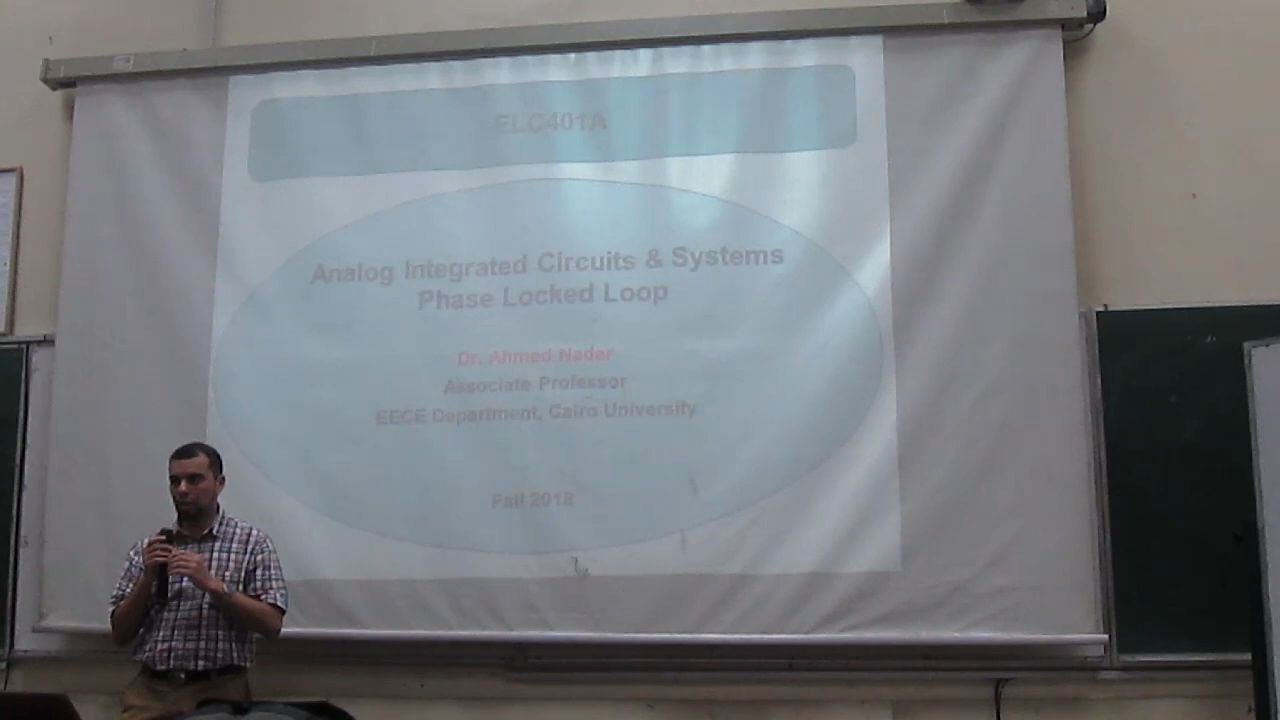 ELC401A
Analog Integrated Circuits & Systems
Phase Locked Loop
Dr. Ahmed Nader
Associate Professor
EECE Department, Cairo University
Fall 2018